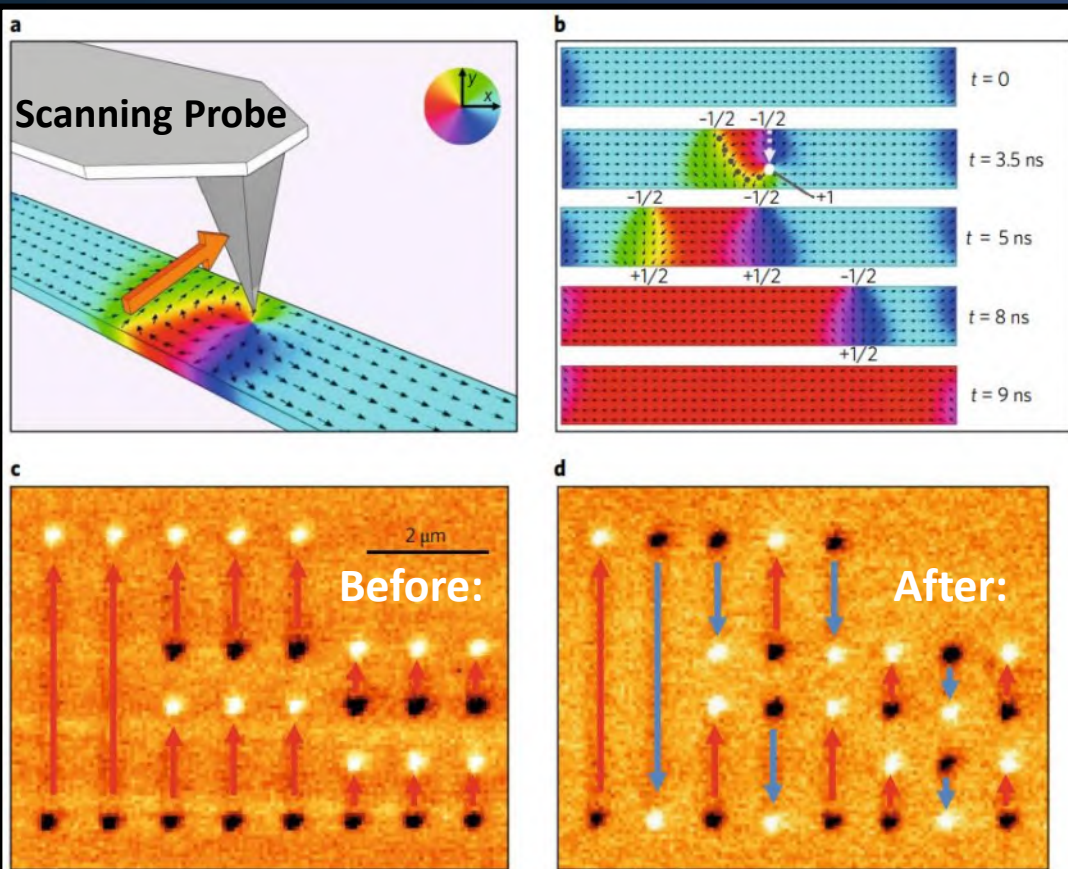 a
Scanning Probe
y
x
b
t = 0
−1/2 −1/2
t = 3.5 ns
+1
−1/2 −1/2
t = 5 ns
+1/2 +1/2 −1/2
t = 8 ns
+1/2
t = 9 ns
c
2 μm
Before:
d
After: